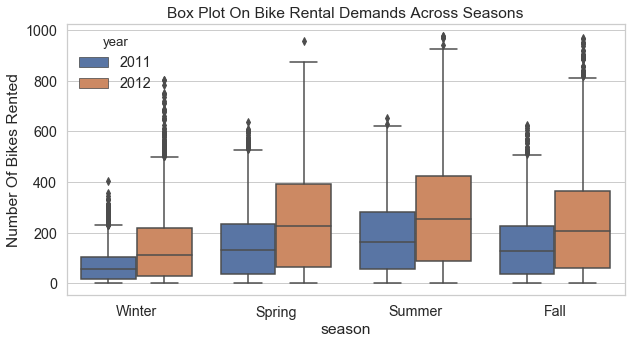 Box Plot On Bike Rental Demands Across Seasons
year
2011
2012
Number Of Bikes Rented
1000
800
600
400
200
0
Winter Spring Summer Fall
season